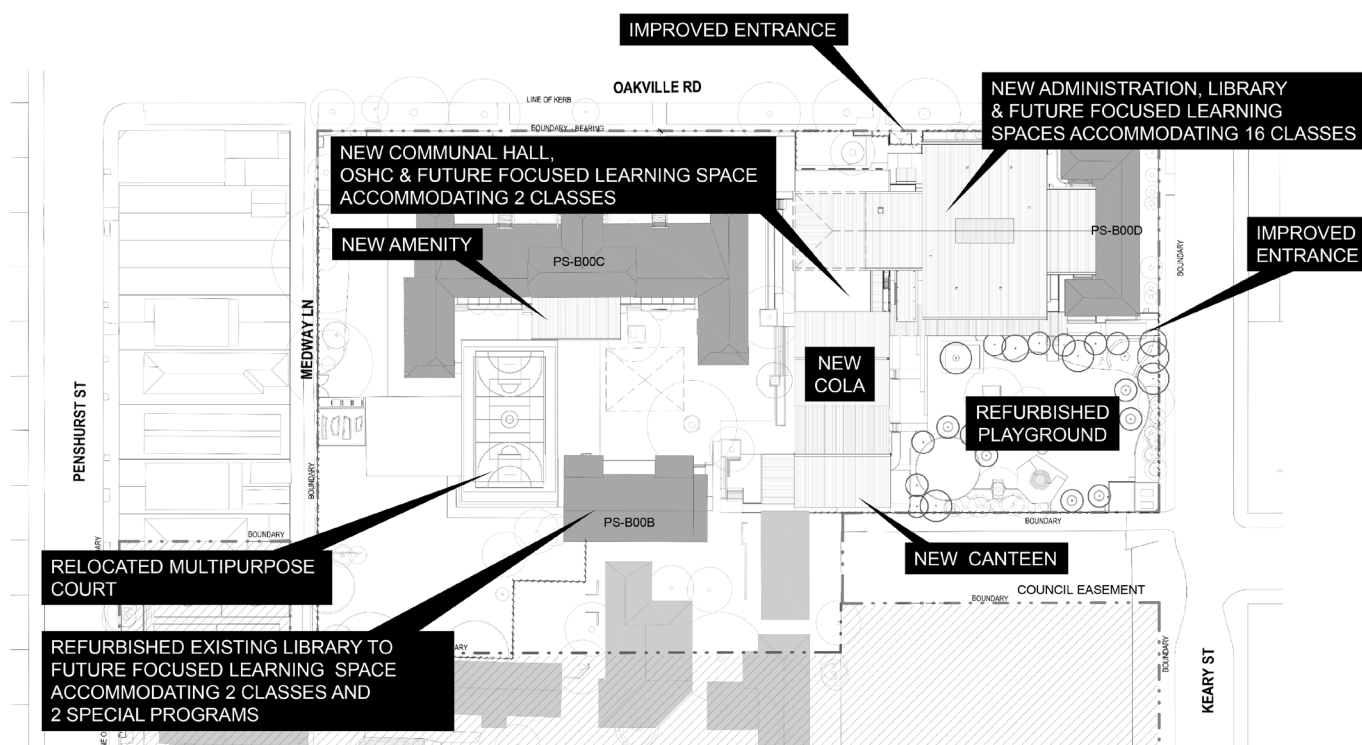 IMPROVED ENTRANCE
OAKVILLE RD
NEW ADMINISTRATION, LIBRARY
& FUTURE FOCUSED LEARNING
SPACES ACCOMMODATING 16 CLASSES
LINE OF KERB
BOUNDARY - BEARING
NEW COMMUNAL HALL,
OSHC & FUTURE FOCUSED LEARNING SPACE
ACCOMMODATING 2 CLASSES
NEW AMENITY
PS-B00C
PS-B00D
IMPROVED
ENTRANCE
BOUNDARY
MEDWAY LN
PENSHURST ST
NEW
COLA
REFURBISHED
PLAYGROUND
BOUNDARY
PS-B00B
BOUNDARY
BOUNDARY
RELOCATED MULTIPURPOSE
COURT
NEW CANTEEN
COUNCIL EASEMENT
BOUNDARY
REFURBISHED EXISTING LIBRARY TO
FUTURE FOCUSED LEARNING SPACE
ACCOMMODATING 2 CLASSES AND
2 SPECIAL PROGRAMS
BOUNDARY
KEARY ST